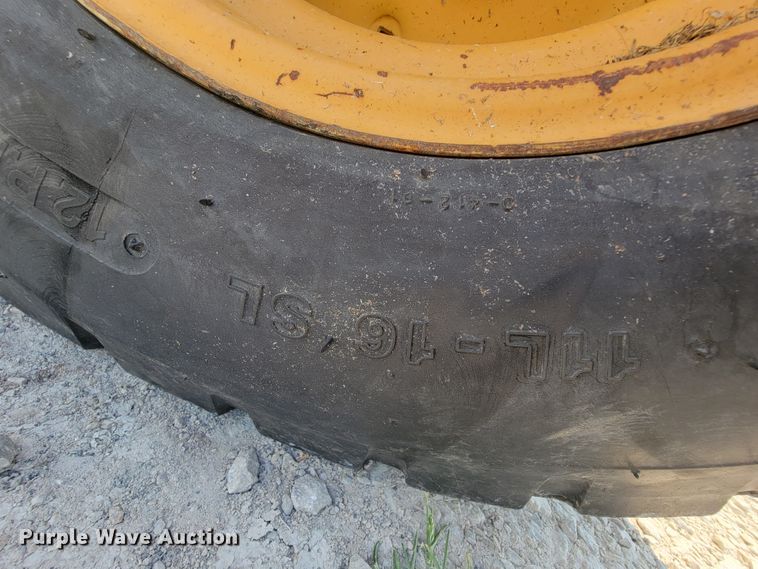 11L-16, SL
12PR
Purple Wave Auction